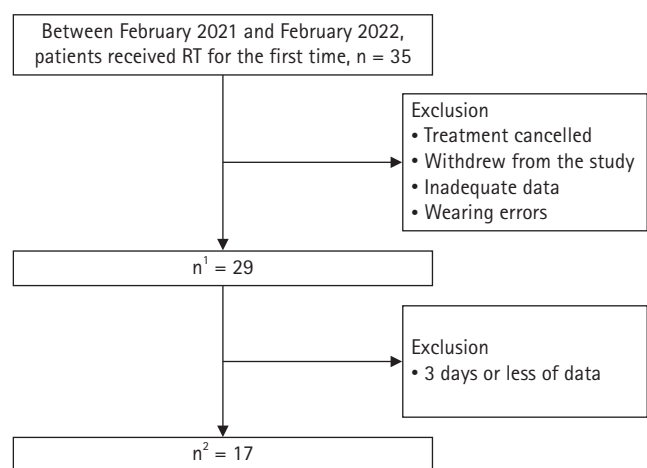 Between February 2021 and February 2022,
patients received RT for the first time, n = 35
Exclusion
• Treatment cancelled
• Withdrew from the study
• Inadequate data
• Wearing errors
n¹ = 29
Exclusion
• 3 days or less of data
n² = 17